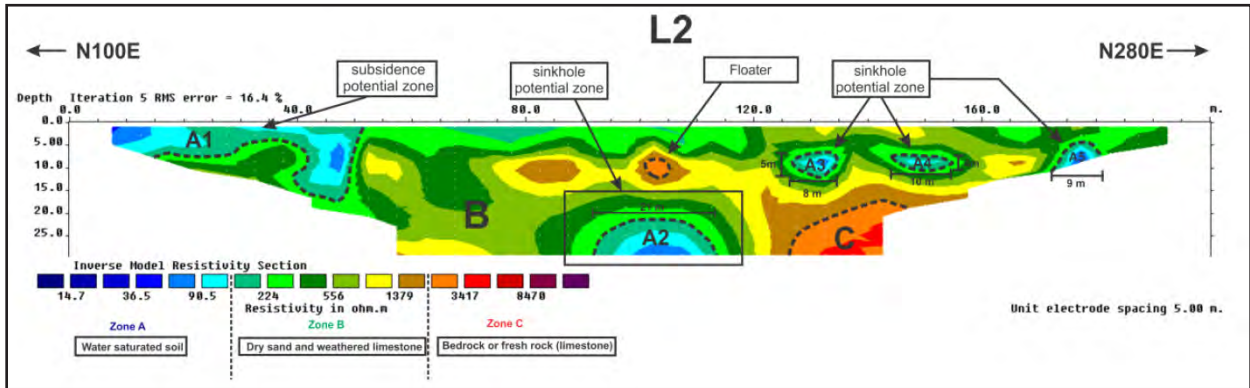 L2
N100E
N280E
subsidence
potential zone
sinkhole
potential zone
Floater
sinkhole
potential zone
Depth Iteration 5 RMS error = 16.4 %
0.0 40.0 80.0 120.0 160.0 m.
0.0
5.00
10.0
15.0
20.0
25.0
A1
A3
A4
5m
8 m
10 m
9 m
B
A2
C
Inverse Model Resistivity Section
14.7 36.5 90.5 224 556 1379 3417 8470
Resistivity in ohm.m
Unit electrode spacing 5.00 m.
Zone A
Zone B
Zone C
Water saturated soil
Dry sand and weathered limestone
Bedrock or fresh rock (limestone)